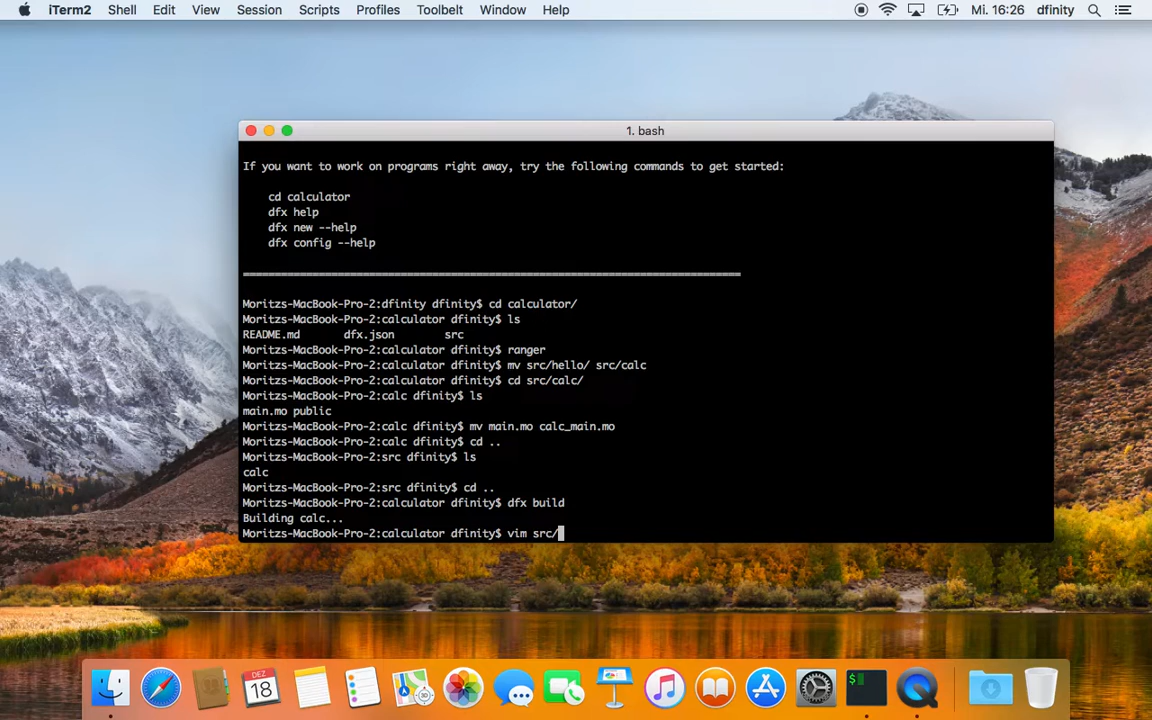 iTerm2 Shell Edit View Session Scripts Profiles Toolbelt Window Help Mi. 16:26 dfinity
1. bash
If you want to work on programs right away, try the following commands to get started:
cd calculator
dfx help
dfx new --help
dfx config --help
================================================================================
Moritzs-MacBook-Pro-2:dfinity dfinity$ cd calculator/
Moritzs-MacBook-Pro-2:calculator dfinity$ ls
README.md dfx.json src
Moritzs-MacBook-Pro-2:calculator dfinity$ ranger
Moritzs-MacBook-Pro-2:calculator dfinity$ mv src/hello/ src/calc
Moritzs-MacBook-Pro-2:calculator dfinity$ cd src/calc/
Moritzs-MacBook-Pro-2:calc dfinity$ ls
main.mo public
Moritzs-MacBook-Pro-2:calc dfinity$ mv main.mo calc_main.mo
Moritzs-MacBook-Pro-2:calc dfinity$ cd ..
Moritzs-MacBook-Pro-2:src dfinity$ ls
calc
Moritzs-MacBook-Pro-2:src dfinity$ cd ..
Moritzs-MacBook-Pro-2:calculator dfinity$ dfx build
Building calc...
Moritzs-MacBook-Pro-2:calculator dfinity$ vim src/
DEZ
18
$